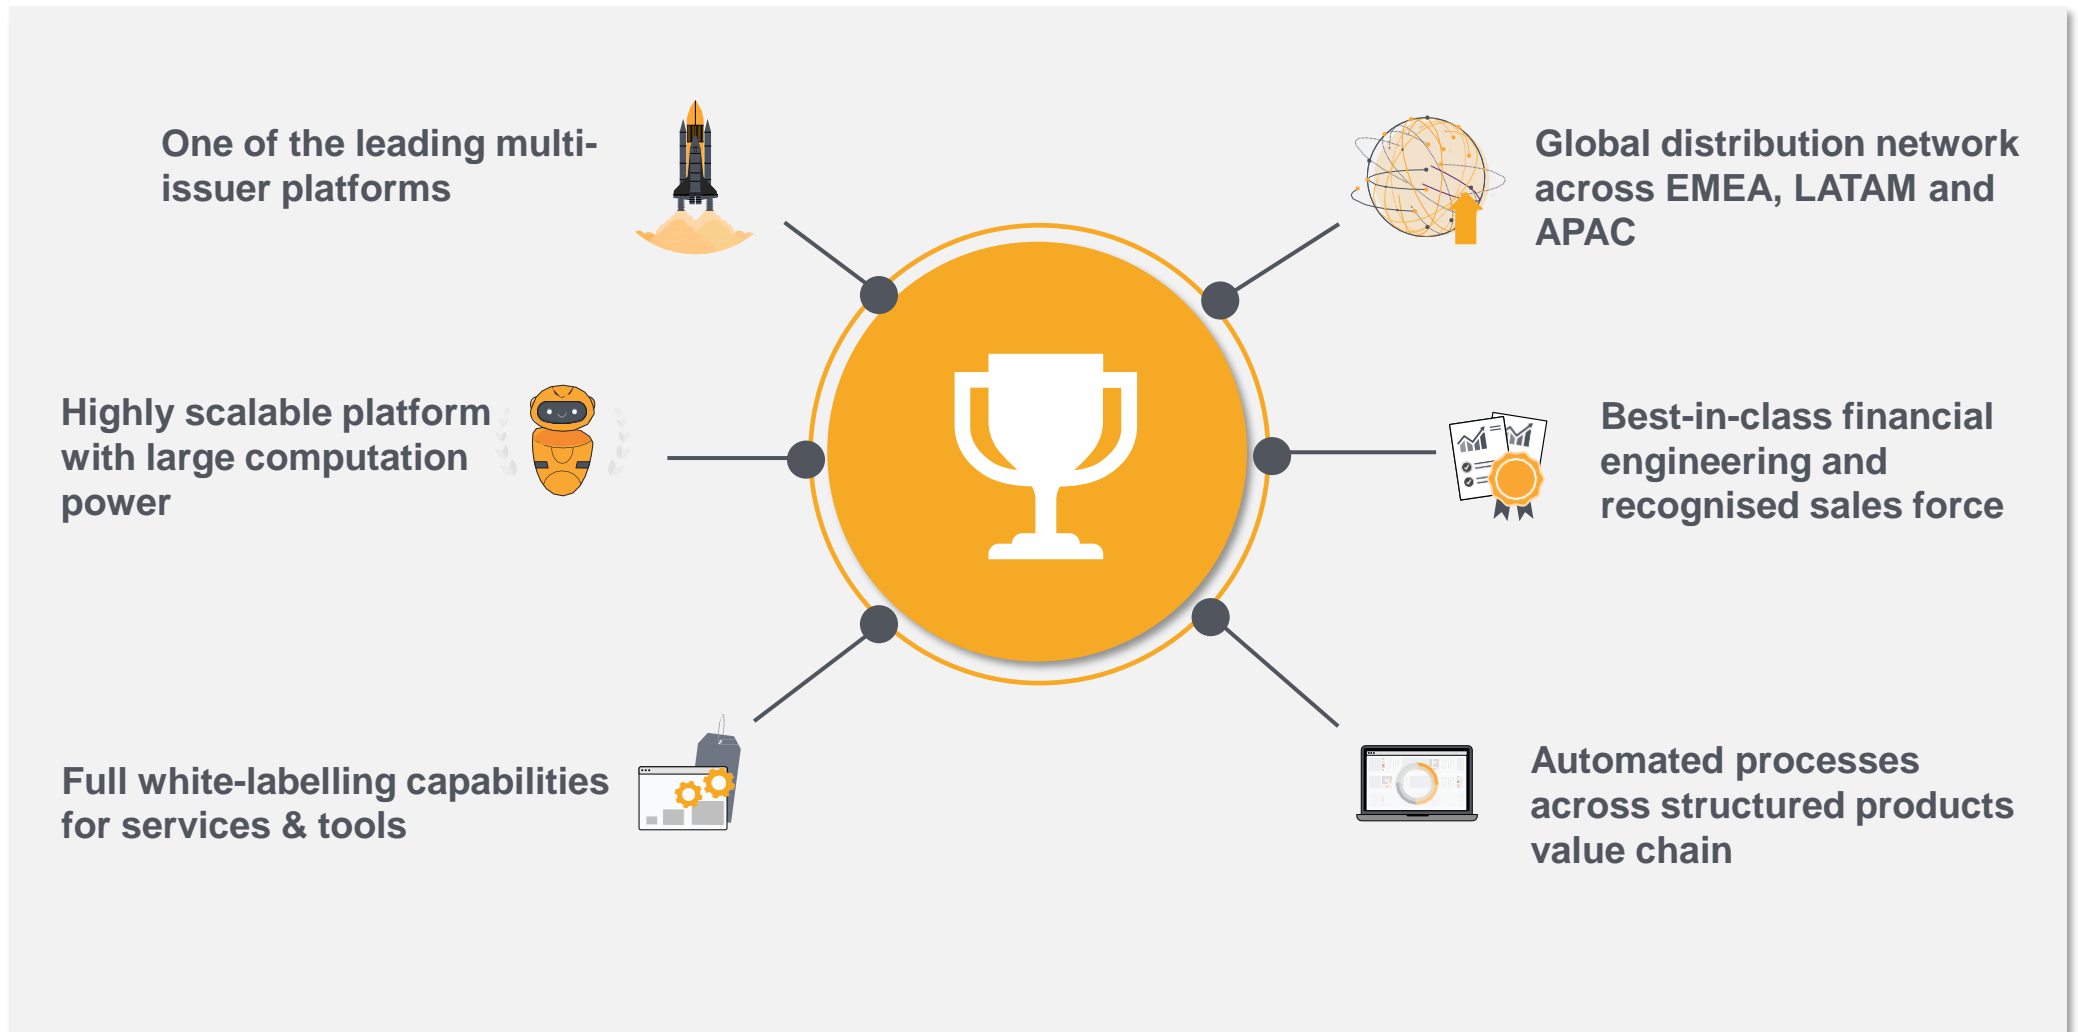 One of the leading multi-
issuer platforms
Highly scalable platform
with large computation
power
Full white-labelling capabilities
for services & tools
Global distribution network
across EMEA, LATAM and
APAC
Best-in-class financial
engineering and
recognised sales force
Automated processes
across structured products
value chain